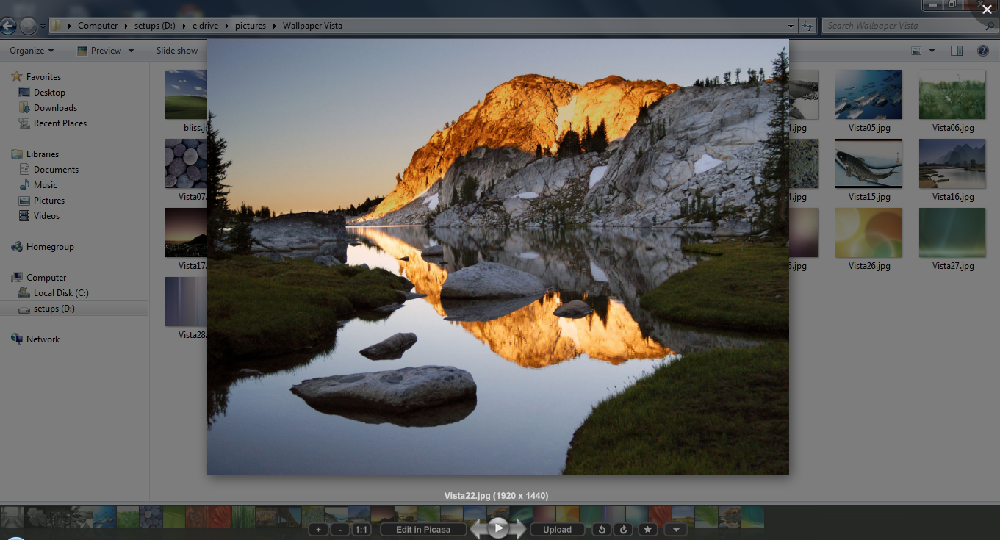 Computer setups (D:) e drive pictures Wallpaper Vista
Search Wallpaper Vista
Organize Preview Slide show
Favorites
Desktop
Downloads
Recent Places
Libraries
Documents
Music
Pictures
Videos
Homegroup
Computer
Local Disk (C:)
setups (D:)
Network
bliss.j
4.jpg Vista05.jpg Vista06.jpg
Vista07.
4.jpg Vista15.jpg Vista16.jpg
Vista17.
5.jpg Vista26.jpg Vista27.jpg
Vista28.
Vista22.jpg (1920 x 1440)
+ - 1:1 Edit in Picasa Upload